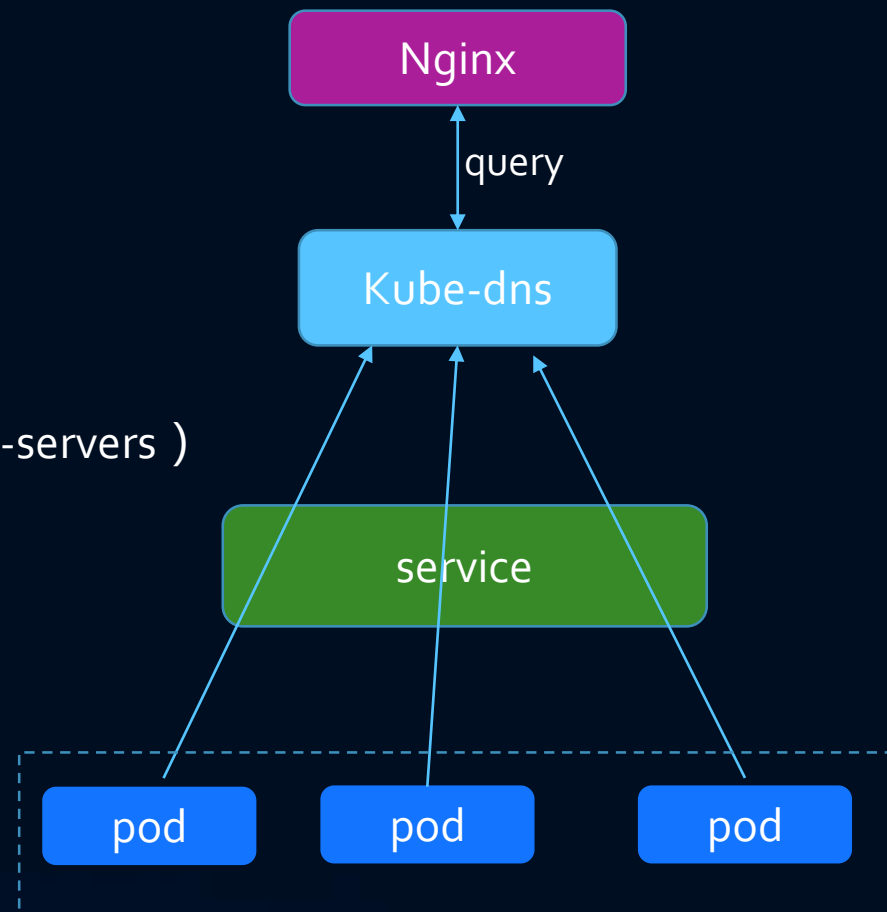 Nginx
query
Kube-dns
-servers )
service
pod
pod
pod